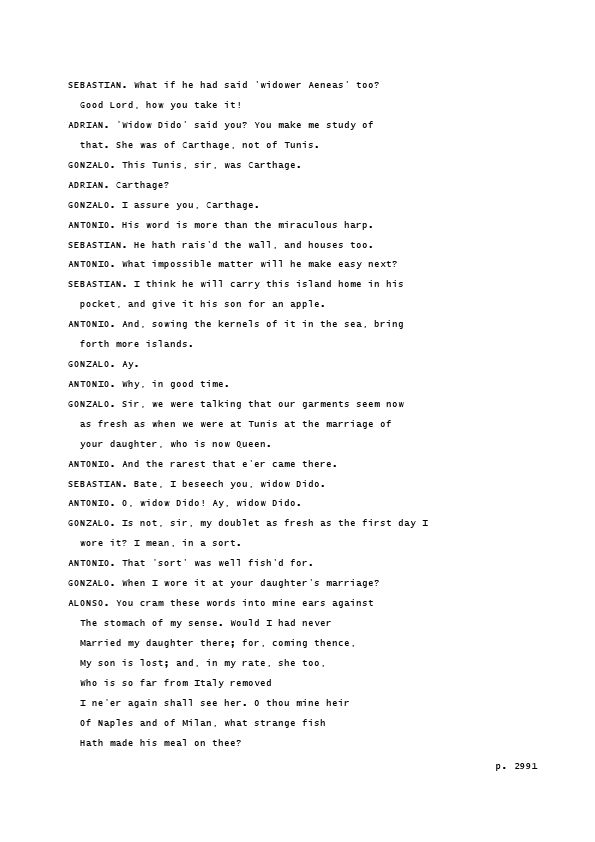 SEBASTIAN. What if he had said 'widower Aeneas' too?
Good Lord, how you take it!
ADRIAN. 'Widow Dido' said you? You make me study of
that. She was of Carthage, not of Tunis.
GONZALO. This Tunis, sir, was Carthage.
ADRIAN. Carthage?
GONZALO. I assure you, Carthage.
ANTONIO. His word is more than the miraculous harp.
SEBASTIAN. He hath rais'd the wall, and houses too.
ANTONIO. What impossible matter will he make easy next?
SEBASTIAN. I think he will carry this island home in his
pocket, and give it his son for an apple.
ANTONIO. And, sowing the kernels of it in the sea, bring
forth more islands.
GONZALO. Ay.
ANTONIO. Why, in good time.
GONZALO. Sir, we were talking that our garments seem now
as fresh as when we were at Tunis at the marriage of
your daughter, who is now Queen.
ANTONIO. And the rarest that e'er came there.
SEBASTIAN. Bate, I beseech you, widow Dido.
ANTONIO. O, widow Dido! Ay, widow Dido.
GONZALO. Is not, sir, my doublet as fresh as the first day I
wore it? I mean, in a sort.
ANTONIO. That 'sort' was well fish'd for.
GONZALO. When I wore it at your daughter's marriage?
ALONSO. You cram these words into mine ears against
The stomach of my sense. Would I had never
Married my daughter there; for, coming thence,
My son is lost; and, in my rate, she too,
Who is so far from Italy removed
I ne'er again shall see her. O thou mine heir
Of Naples and of Milan, what strange fish
Hath made his meal on thee?
p. 2991